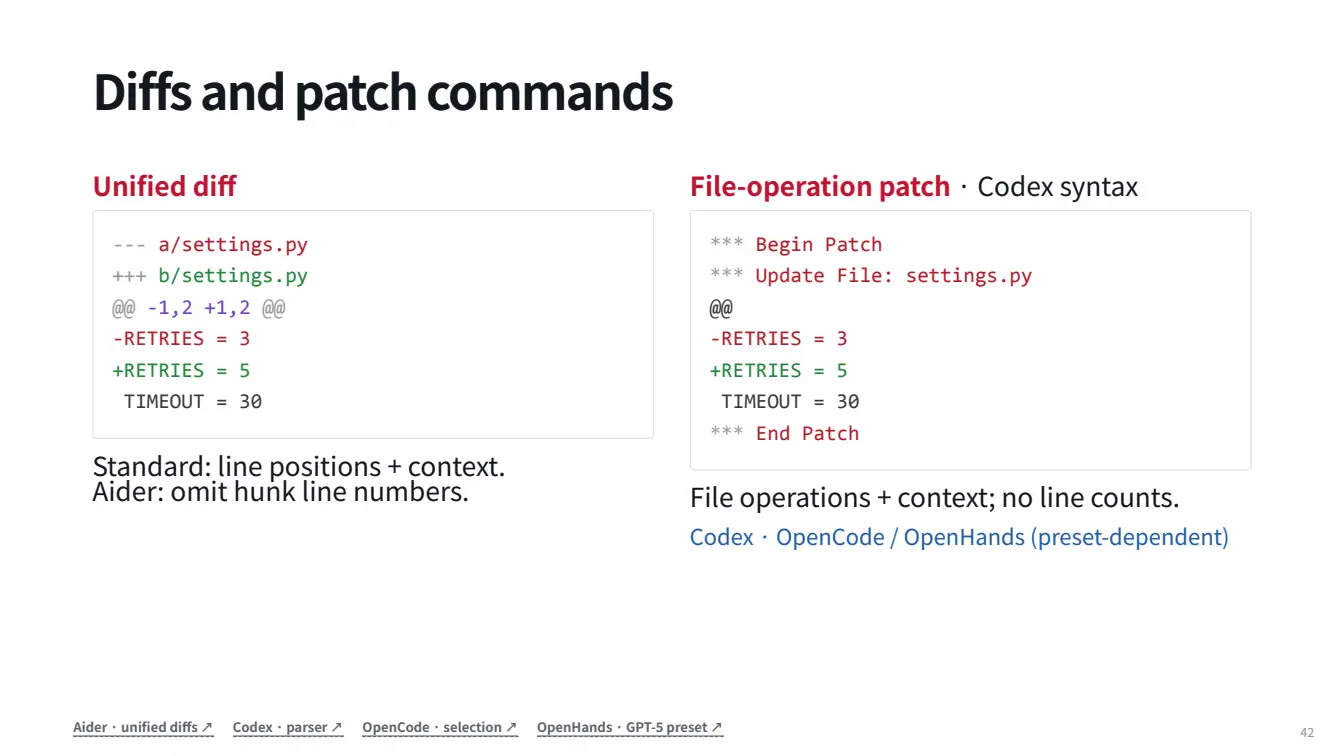 Diffs and patch commands
Unified diff
--- a/settings.py
+++ b/settings.py
@@ -1,2 +1,2 @@
-RETRIES = 3
+RETRIES = 5
 TIMEOUT = 30
Standard: line positions + context.
Aider: omit hunk line numbers.
File-operation patch · Codex syntax
*** Begin Patch
*** Update File: settings.py
@@
-RETRIES = 3
+RETRIES = 5
 TIMEOUT = 30
*** End Patch
File operations + context; no line counts.
Codex · OpenCode / OpenHands (preset-dependent)
Aider · unified diffs ↗ Codex · parser ↗ OpenCode · selection ↗ OpenHands · GPT-5 preset ↗
42